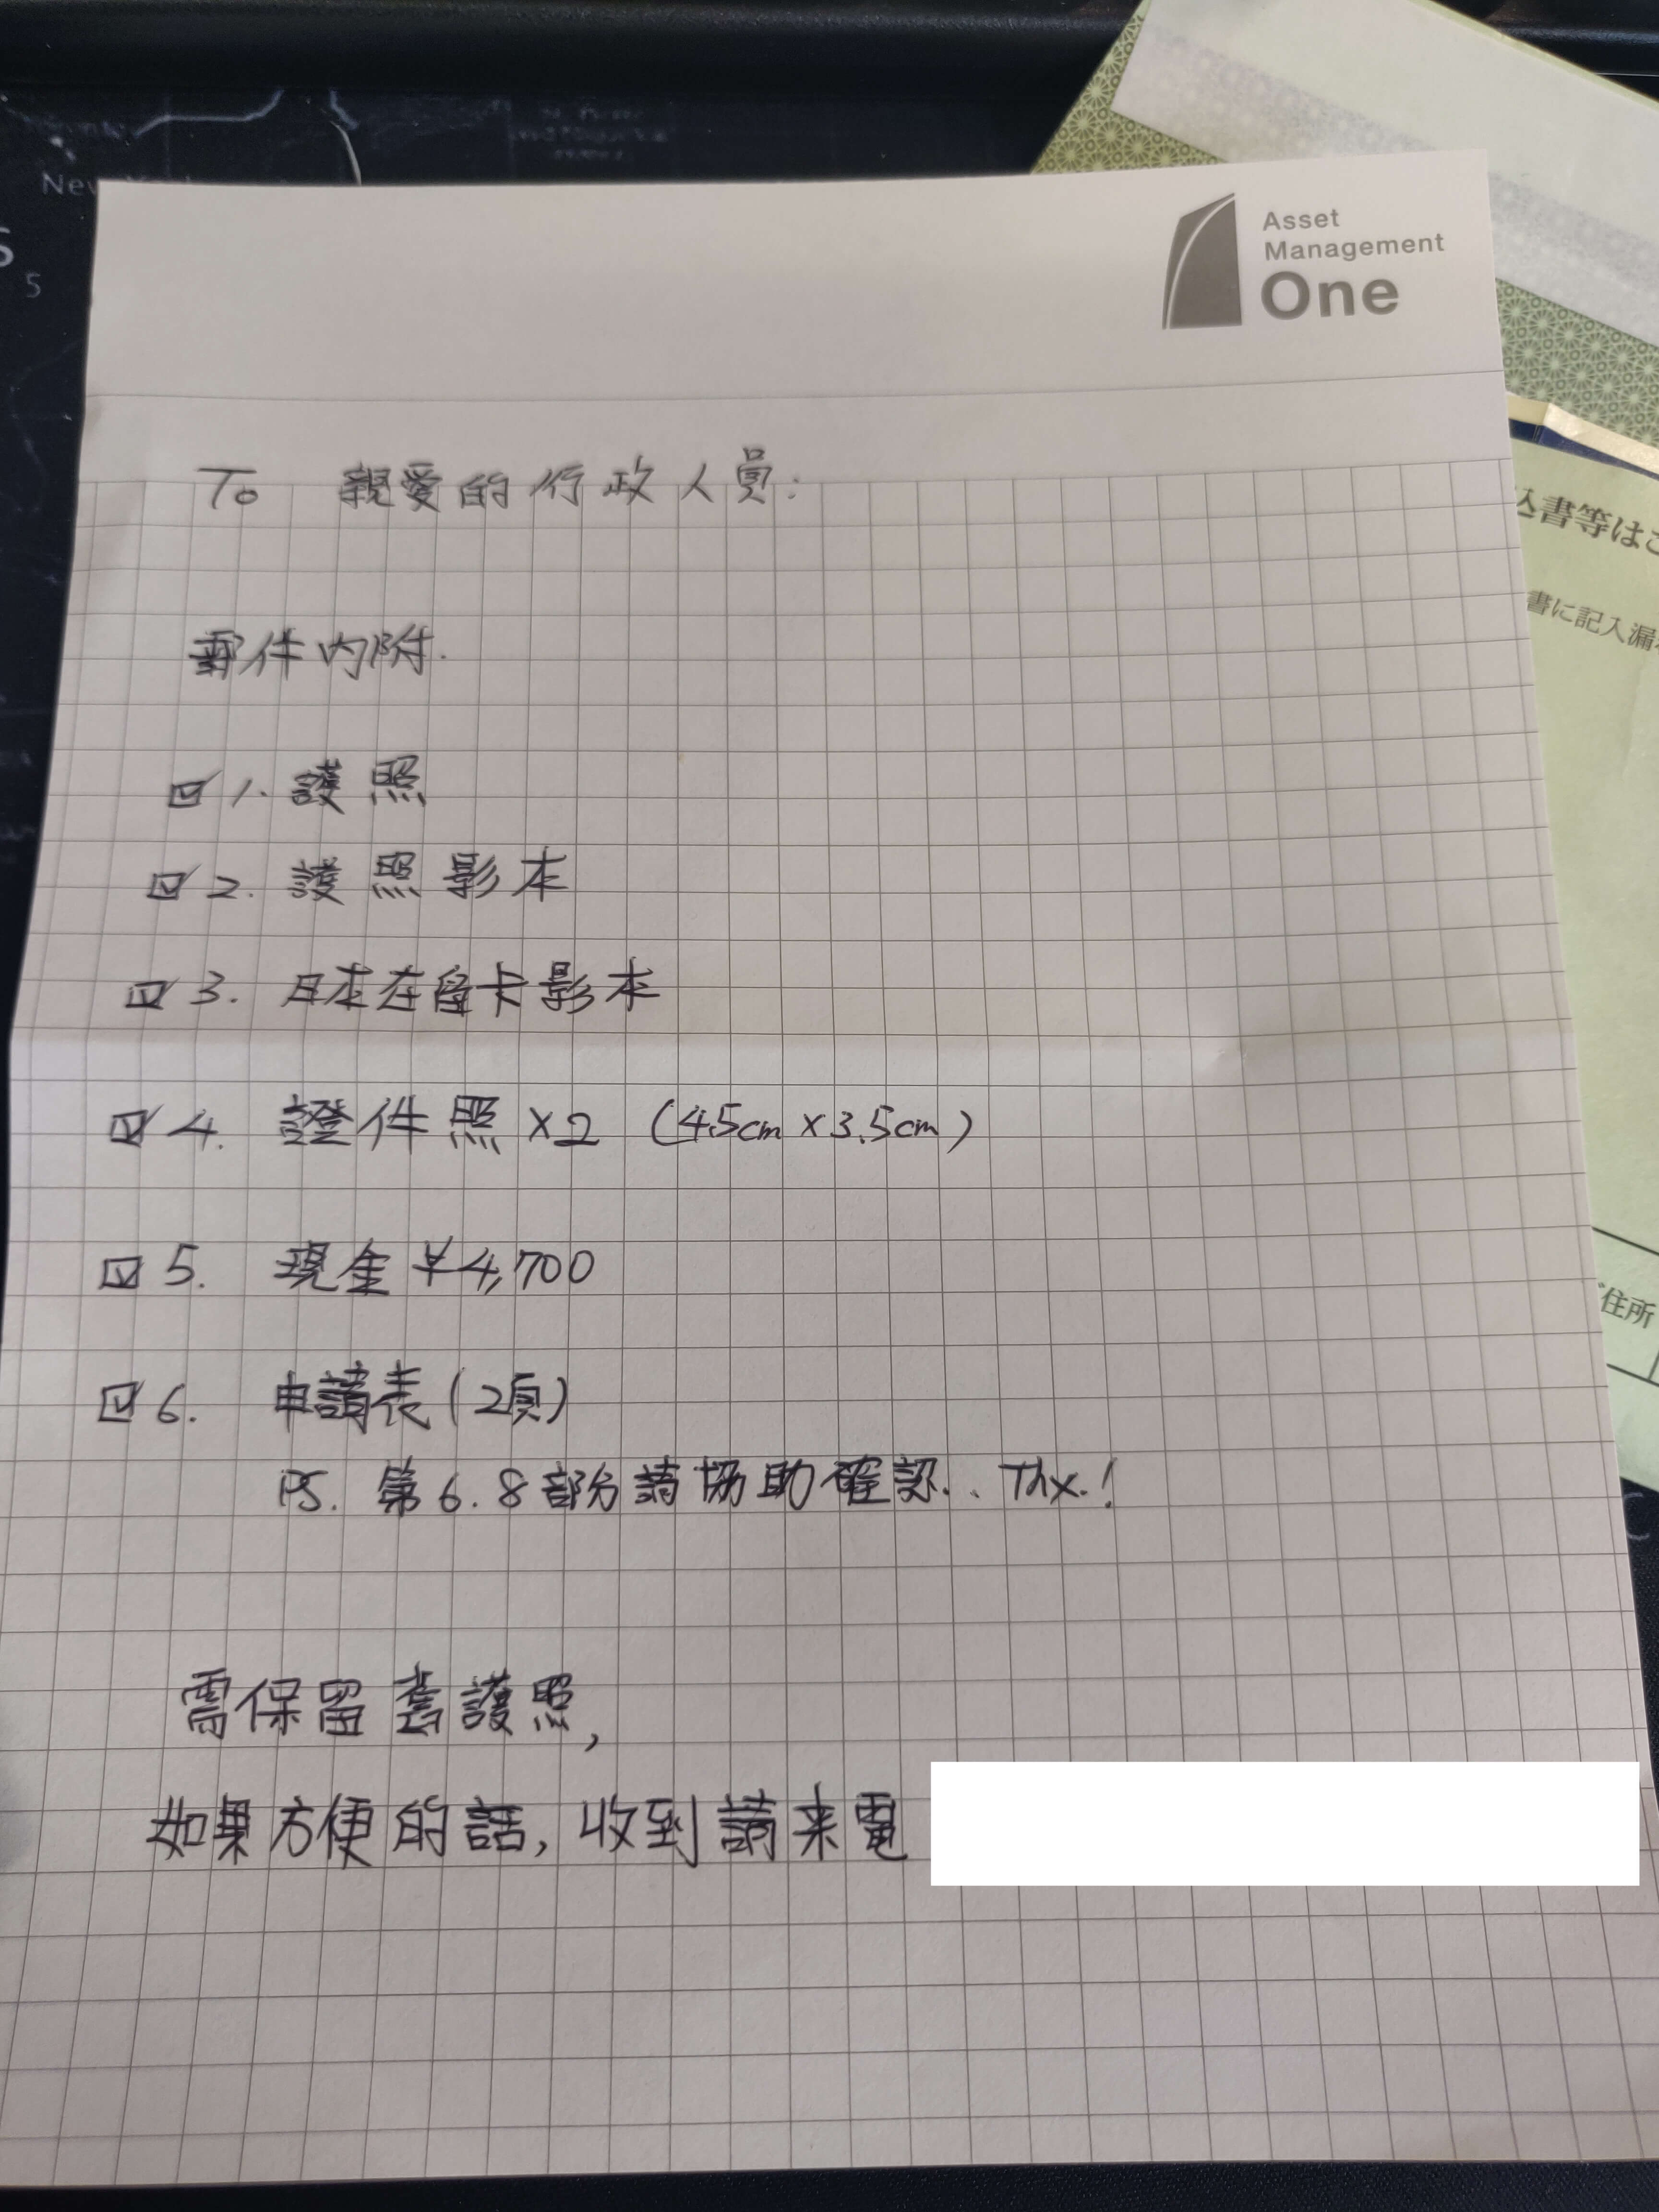 New
S
5
Asset
Management
One
込書等はこ
書に記入漏
ご住所
To 親愛的行政人員：
郵件內附.
☑ 1. 護照
☑ 2. 護照影本
☑ 3. 日本在留卡影本
☑ 4. 證件照 x2 (4.5cm x 3.5cm)
☑ 5. 現金 ¥4,700
☑ 6. 申請表 (2頁)
PS. 第6.8部分請協助確認.. Thx.!
需保留舊護照,
如果方便的話, 收到請来電